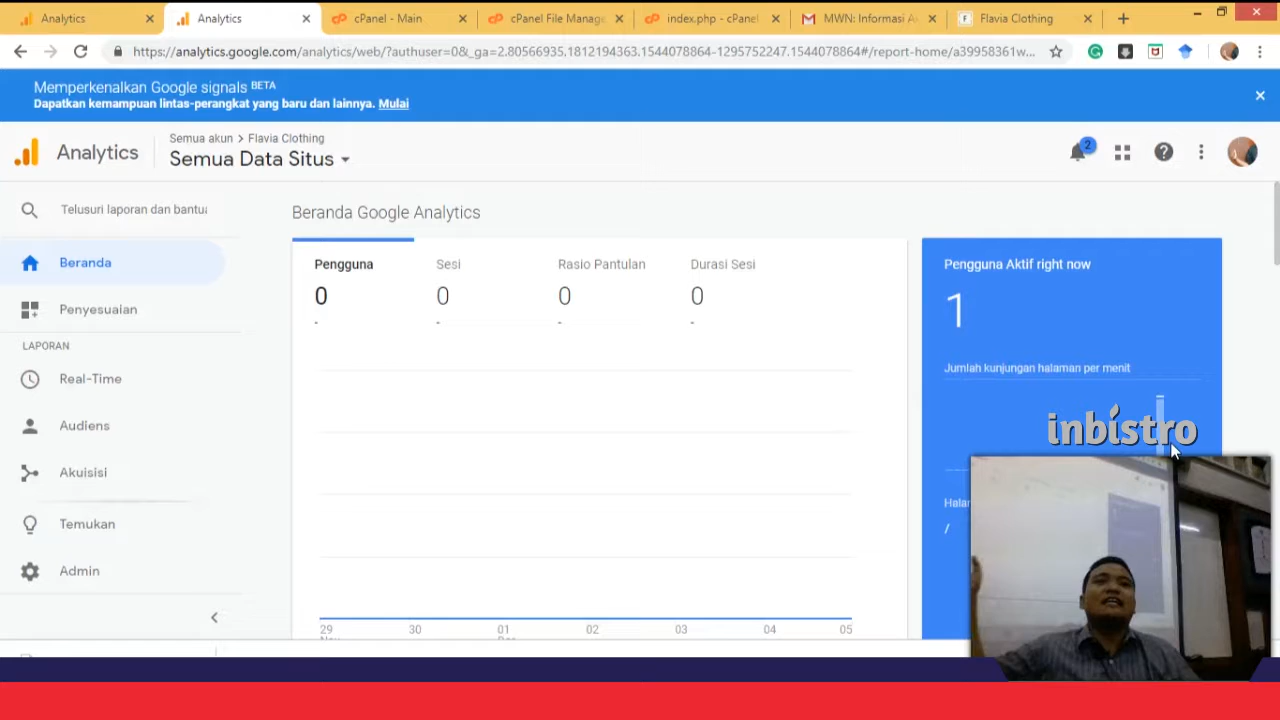 Analytics
Analytics
cPanel - Main
cPanel File Manage
index.php - cPanel
MWN: Informasi A
Flavia Clothing
https://analytics.google.com/analytics/web/?authuser=0&_ga=2.80566935.1812194363.1544078864-1295752247.1544078864#/report-home/a39958361w...
Memperkenalkan Google signals BETA
Dapatkan kemampuan lintas-perangkat yang baru dan lainnya. Mulai
Analytics
Semua akun > Flavia Clothing
Semua Data Situs
2
Telusuri laporan dan bantua
Beranda
Penyesuaian
LAPORAN
Real-Time
Audiens
Akuisisi
Temukan
Admin
Beranda Google Analytics
Pengguna
0
-
Sesi
0
-
Rasio Pantulan
0
-
Durasi Sesi
0
-
29
Nov
30
01
Dec
02
03
04
05
Pengguna Aktif right now
1
Jumlah kunjungan halaman per menit
inbistro
Halan
/